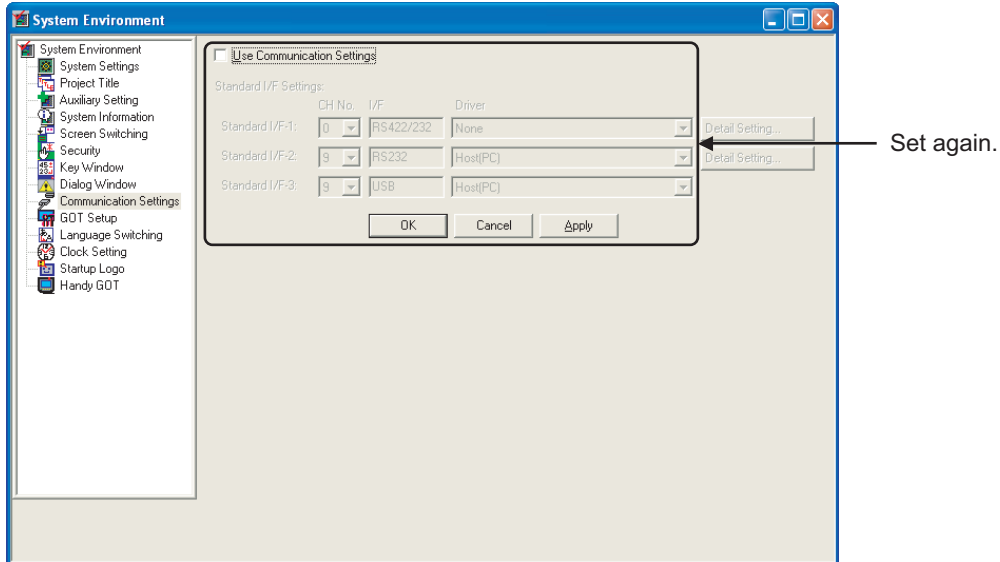 System Environment
System Environment
System Settings
Project Title
Auxiliary Setting
System Information
Screen Switching
Security
Key Window
Dialog Window
Communication Settings
GOT Setup
Language Switching
Clock Setting
Startup Logo
Handy GOT
Use Communication Settings
Standard I/F Settings:
CH No. I/F Driver
Standard I/F-1: 0 RS422/232 None Detail Setting...
Standard I/F-2: 9 RS232 Host(PC) Detail Setting...
Standard I/F-3: 9 USB Host(PC)
OK Cancel Apply
Set again.